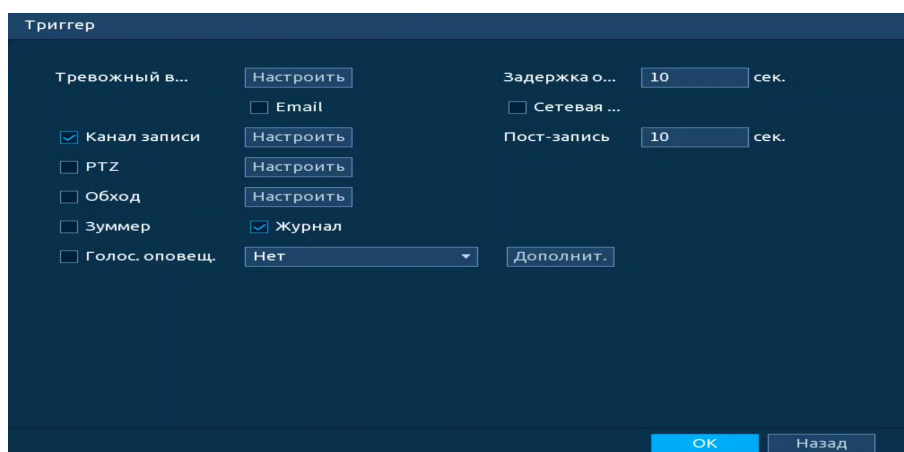 Триггер
Тревожный в... Настроить Задержка о... 10 сек.
Email Сетевая ...
Канал записи Настроить Пост-запись 10 сек.
PTZ Настроить
Обход Настроить
Зуммер Журнал
Голос. оповещ. Нет Дополнит.
OK Назад